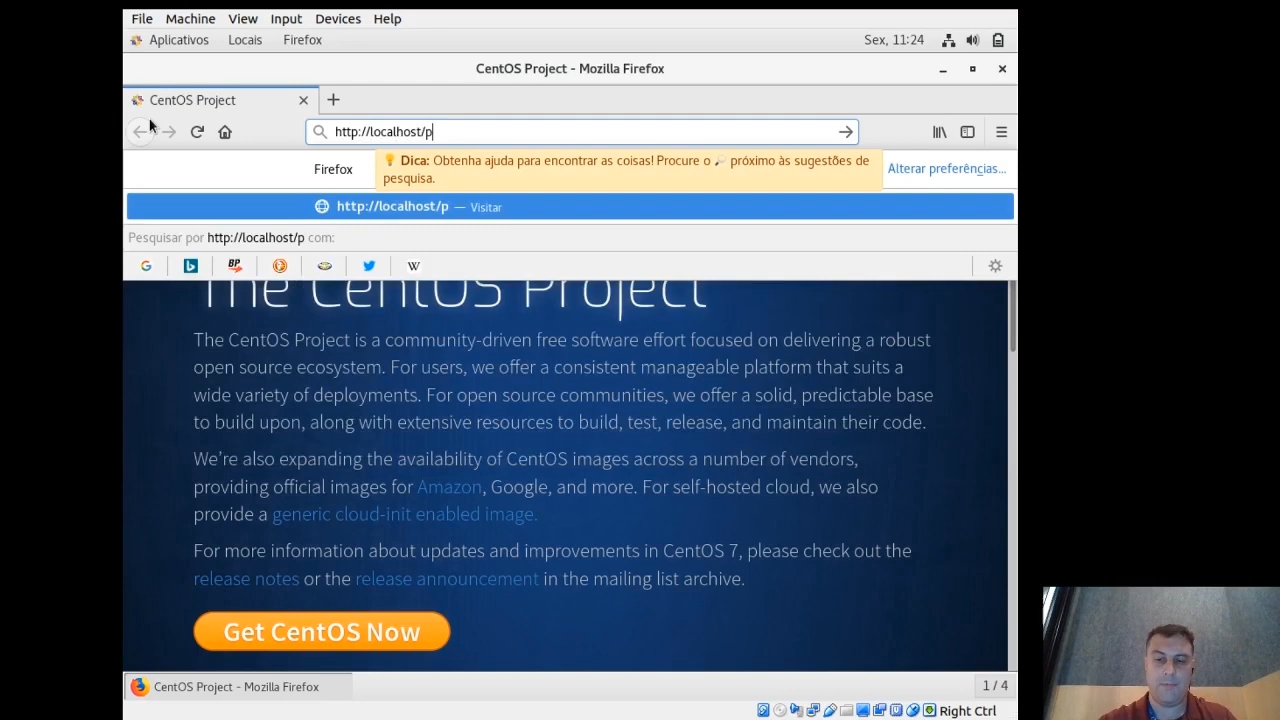 File Machine View Input Devices Help
Aplicativos Locais Firefox Sex, 11:24
CentOS Project - Mozilla Firefox
CentOS Project
http://localhost/p
Firefox
Dica: Obtenha ajuda para encontrar as coisas! Procure o próximo às sugestões de
pesquisa.
Alterar preferências...
http://localhost/p — Visitar
Pesquisar por http://localhost/p com:
G b BP W
The CentOS Project
The CentOS Project is a community-driven free software effort focused on delivering a robust
open source ecosystem. For users, we offer a consistent manageable platform that suits a
wide variety of deployments. For open source communities, we offer a solid, predictable base
to build upon, along with extensive resources to build, test, release, and maintain their code.
We're also expanding the availability of CentOS images across a number of vendors,
providing official images for Amazon, Google, and more. For self-hosted cloud, we also
provide a generic cloud-init enabled image.
For more information about updates and improvements in CentOS 7, please check out the
release notes or the release announcement in the mailing list archive.
Get CentOS Now
CentOS Project - Mozilla Firefox 1 / 4
Right Ctrl